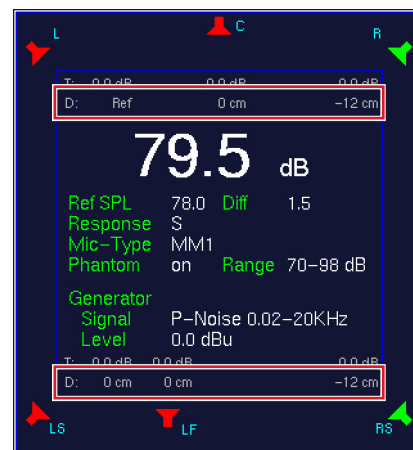 L C R
T: 0.0 dB 0.0 dB 0.0 dB
D: Ref 0 cm −12 cm
79.5 dB
Ref SPL 78.0 Diff 1.5
Response S
Mic−Type MM1
Phantom on Range 70−98 dB
Generator
Signal P−Noise 0.02−20KHz
Level 0.0 dBu
T: 0.0 dB 0.0 dB 0.0 dB
D: 0 cm 0 cm −12 cm
LS LF RS